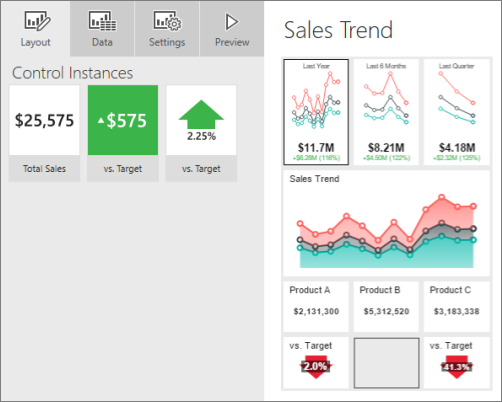 Layout
Data
Settings
Preview
Sales Trend
Control Instances
$25,575
$575
2.25%
Total Sales
vs. Target
vs. Target
Last Year
Last 6 Months
Last Quarter
$11.7M
$8.21M
$4.18M
+$6.28M (116%)
+$4.50M (122%)
+$2.32M (125%)
Sales Trend
Product A
Product B
Product C
$2,131,300
$5,312,520
$3,183,338
vs. Target
vs. Target
2.0%
41.3%